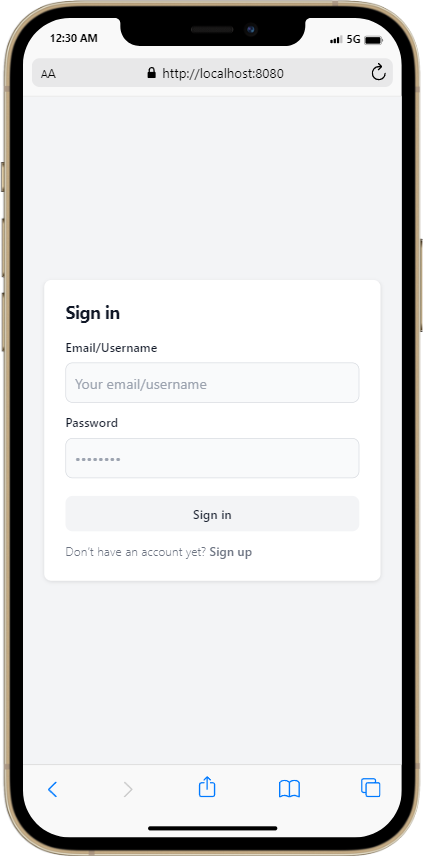 12:30 AM
5G
AA
http://localhost:8080
Sign in
Email/Username
Your email/username
Password
••••••••
Sign in
Don't have an account yet? Sign up